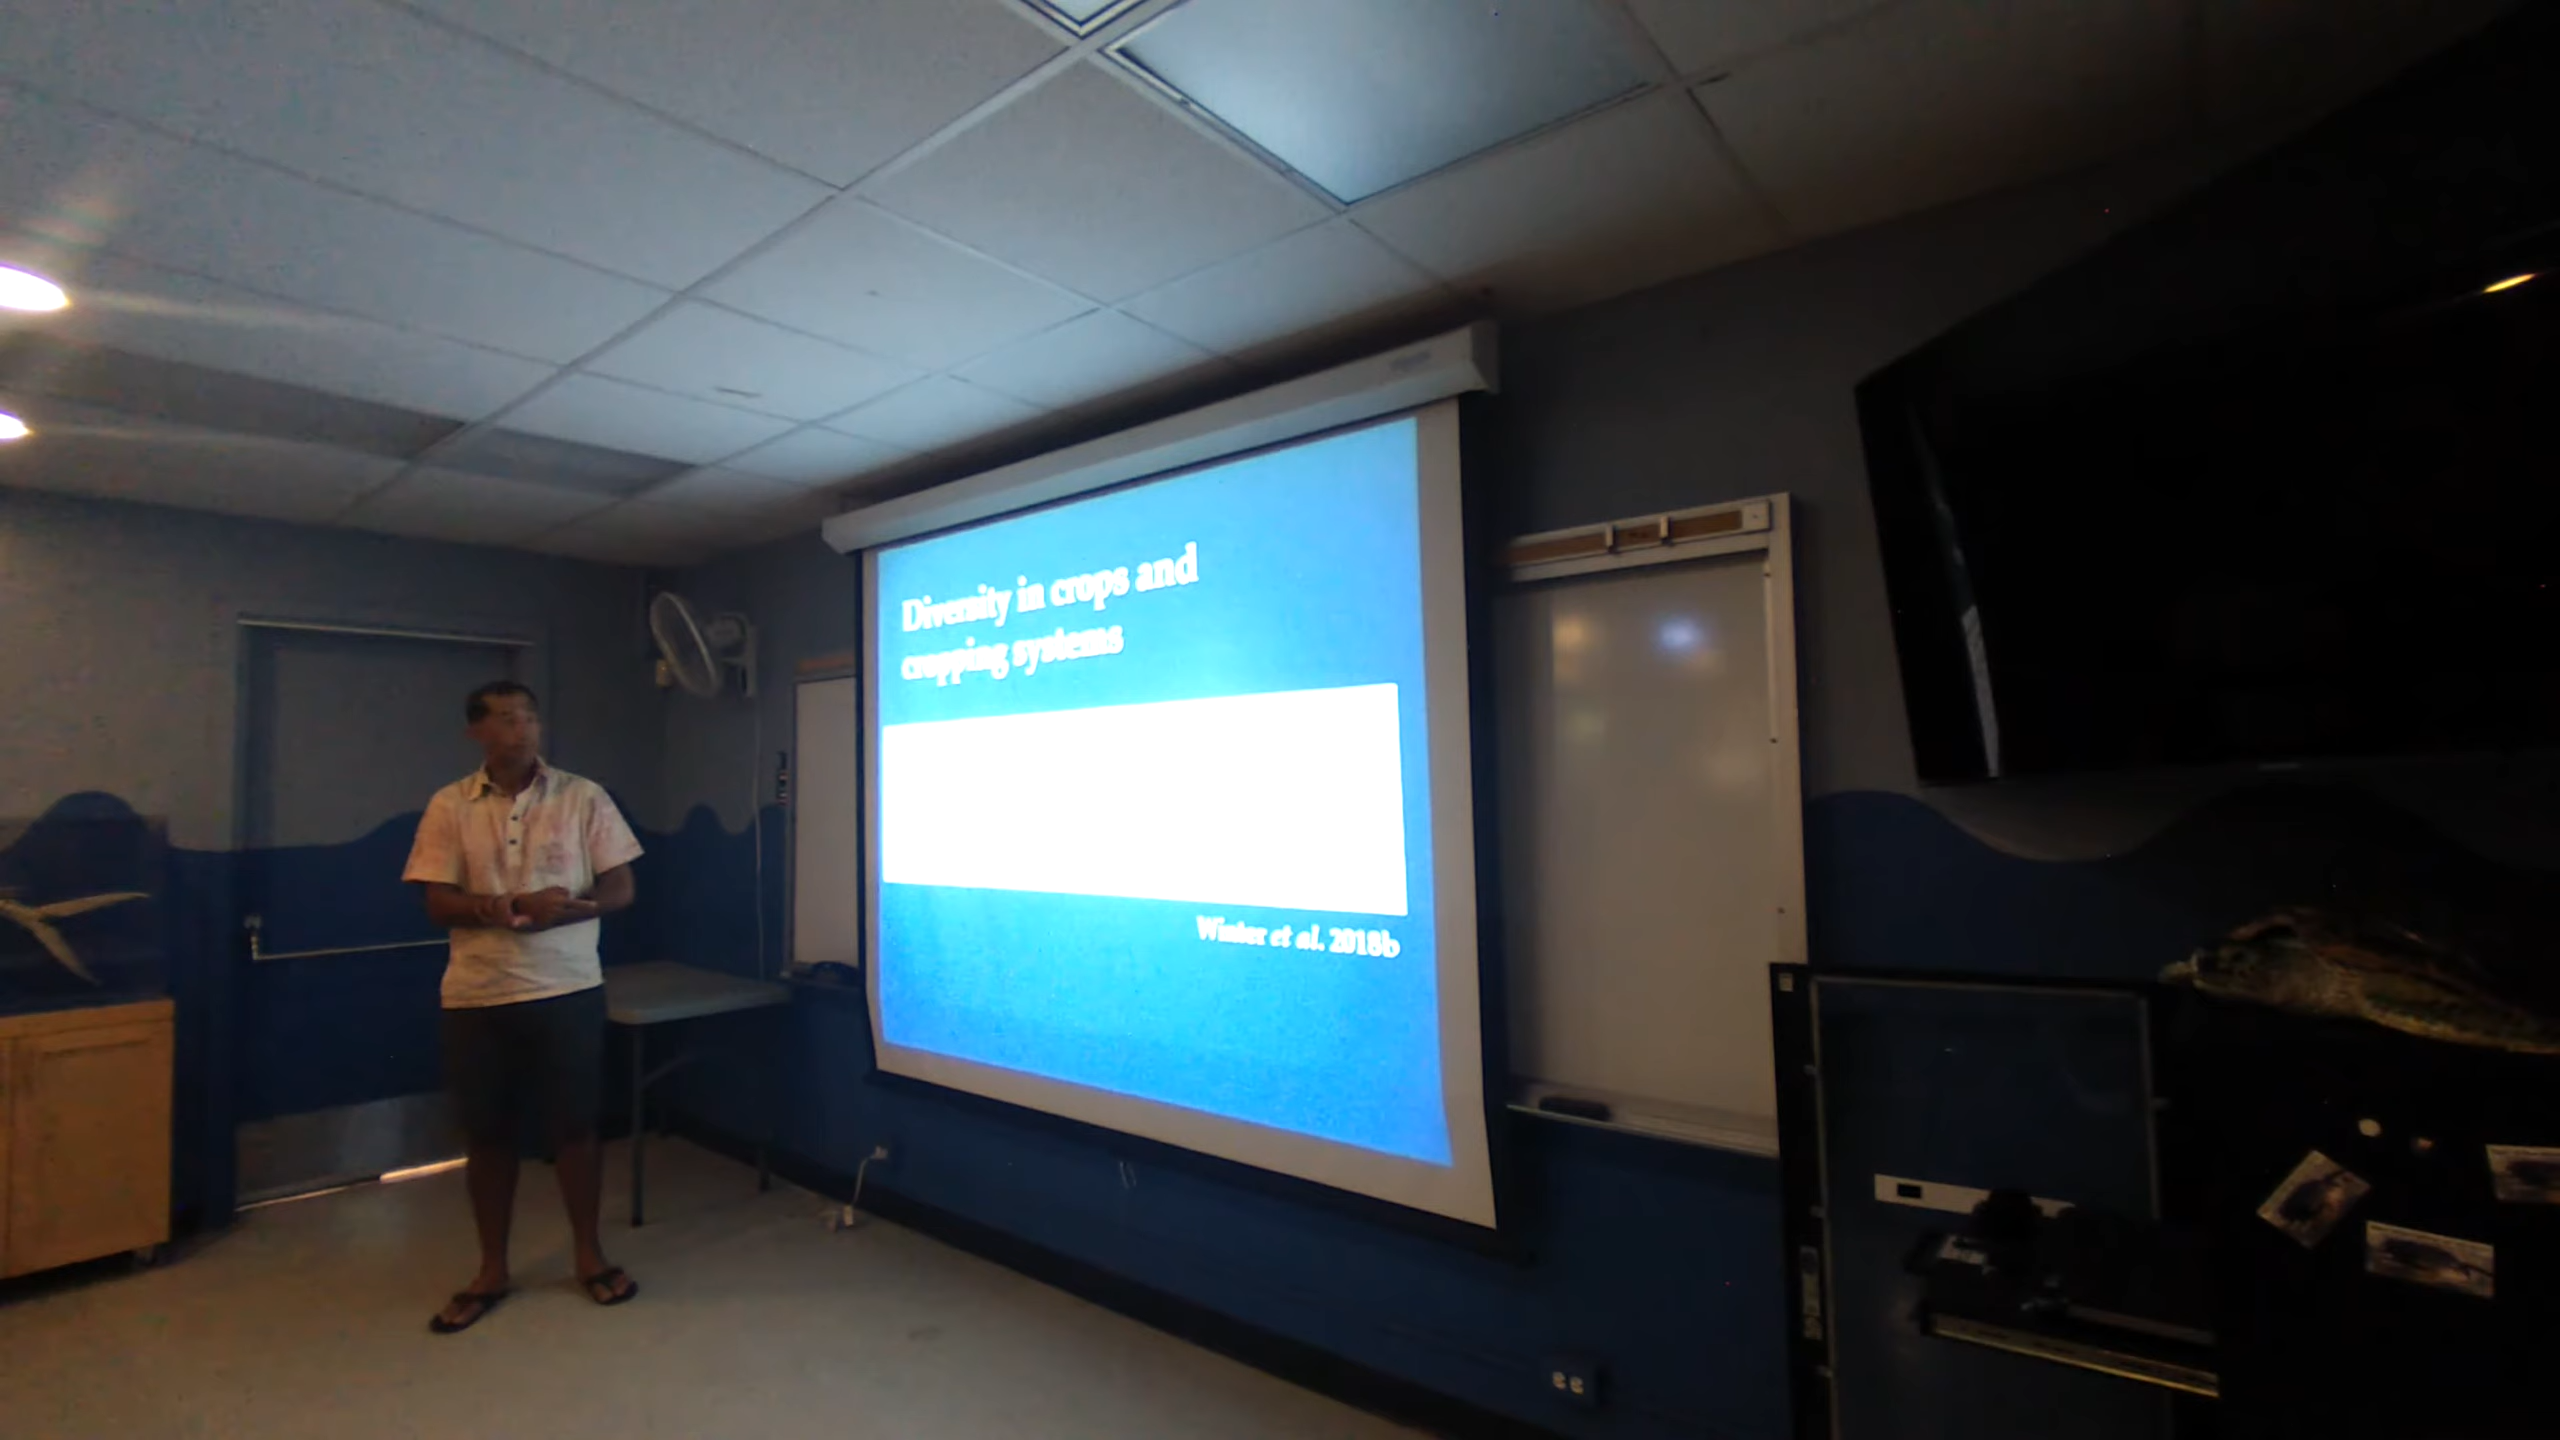 Diversity in crops and
cropping systems
Winter et al. 2018b